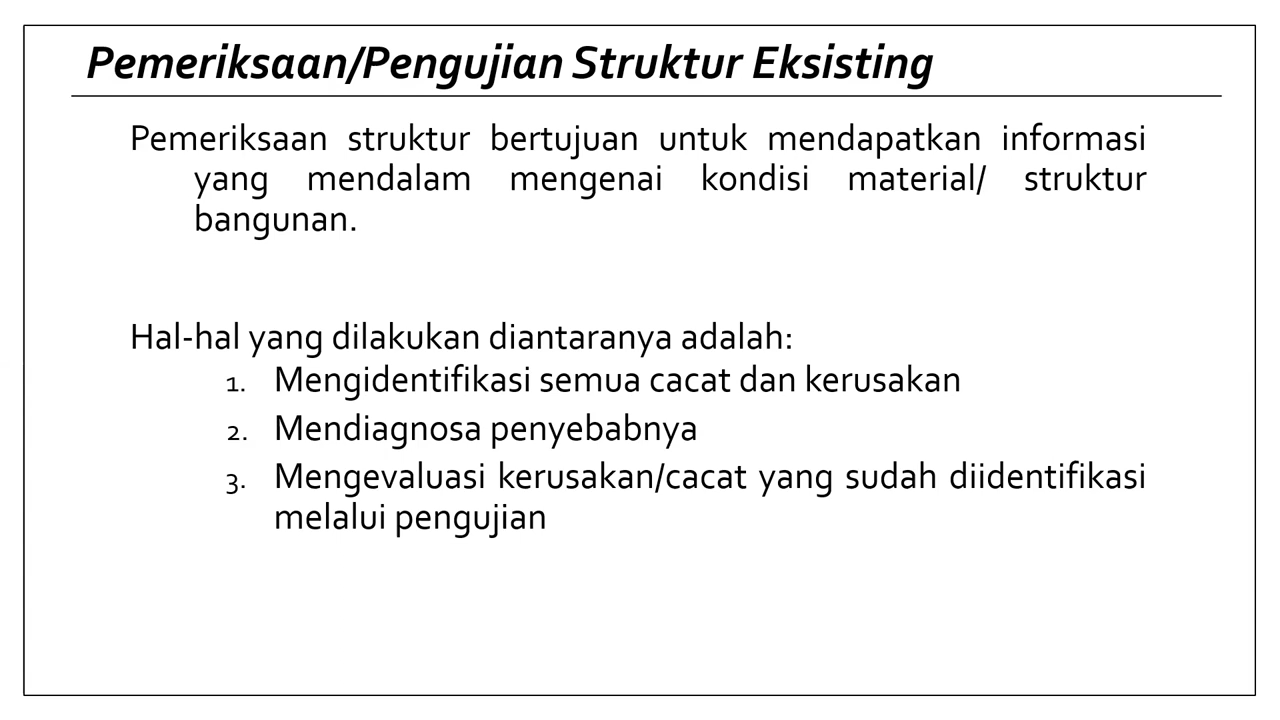 Pemeriksaan/Pengujian Struktur Eksisting
Pemeriksaan struktur bertujuan untuk mendapatkan informasi
yang mendalam mengenai kondisi material/ struktur
bangunan.
Hal-hal yang dilakukan diantaranya adalah:
1. Mengidentifikasi semua cacat dan kerusakan
2. Mendiagnosa penyebabnya
3. Mengevaluasi kerusakan/cacat yang sudah diidentifikasi
melalui pengujian